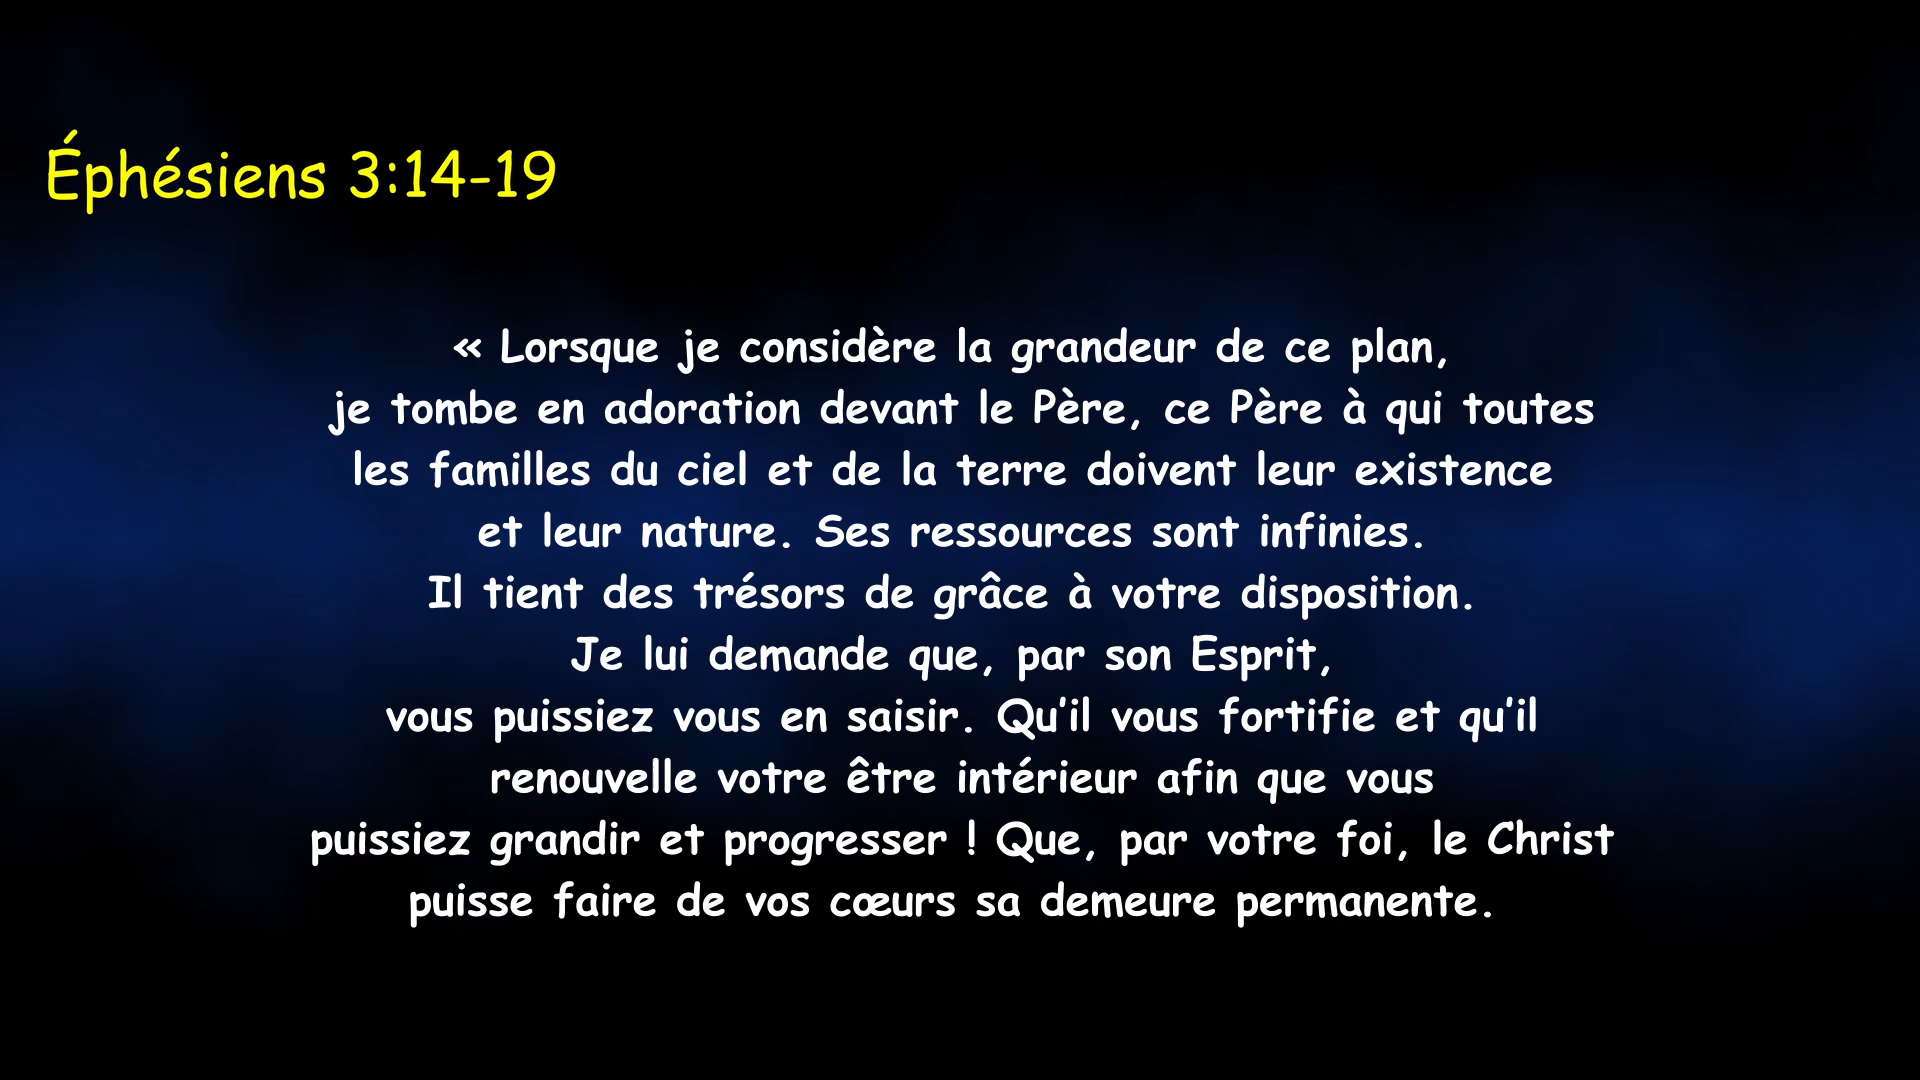 Éphésiens 3:14-19
« Lorsque je considère la grandeur de ce plan,
je tombe en adoration devant le Père, ce Père à qui toutes
les familles du ciel et de la terre doivent leur existence
et leur nature. Ses ressources sont infinies.
Il tient des trésors de grâce à votre disposition.
Je lui demande que, par son Esprit,
vous puissiez vous en saisir. Qu’il vous fortifie et qu’il
renouvelle votre être intérieur afin que vous
puissiez grandir et progresser ! Que, par votre foi, le Christ
puisse faire de vos cœurs sa demeure permanente.